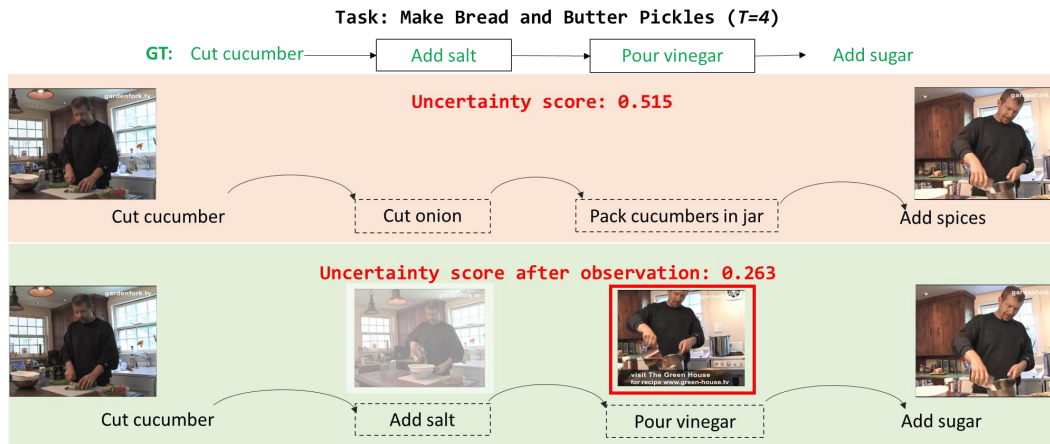 Task: Make Bread and Butter Pickles (T=4)
GT: Cut cucumber Add salt Pour vinegar Add sugar
Uncertainty score: 0.515
gardenfork.tv
gardenfork.tv
Cut cucumber Cut onion Pack cucumbers in jar Add spices
Uncertainty score after observation: 0.263
gardenfork.tv
gardenfork.tv
gardenfork.tv
visit The Green House
for recipe www.green-house.tv
Cut cucumber Add salt Pour vinegar Add sugar